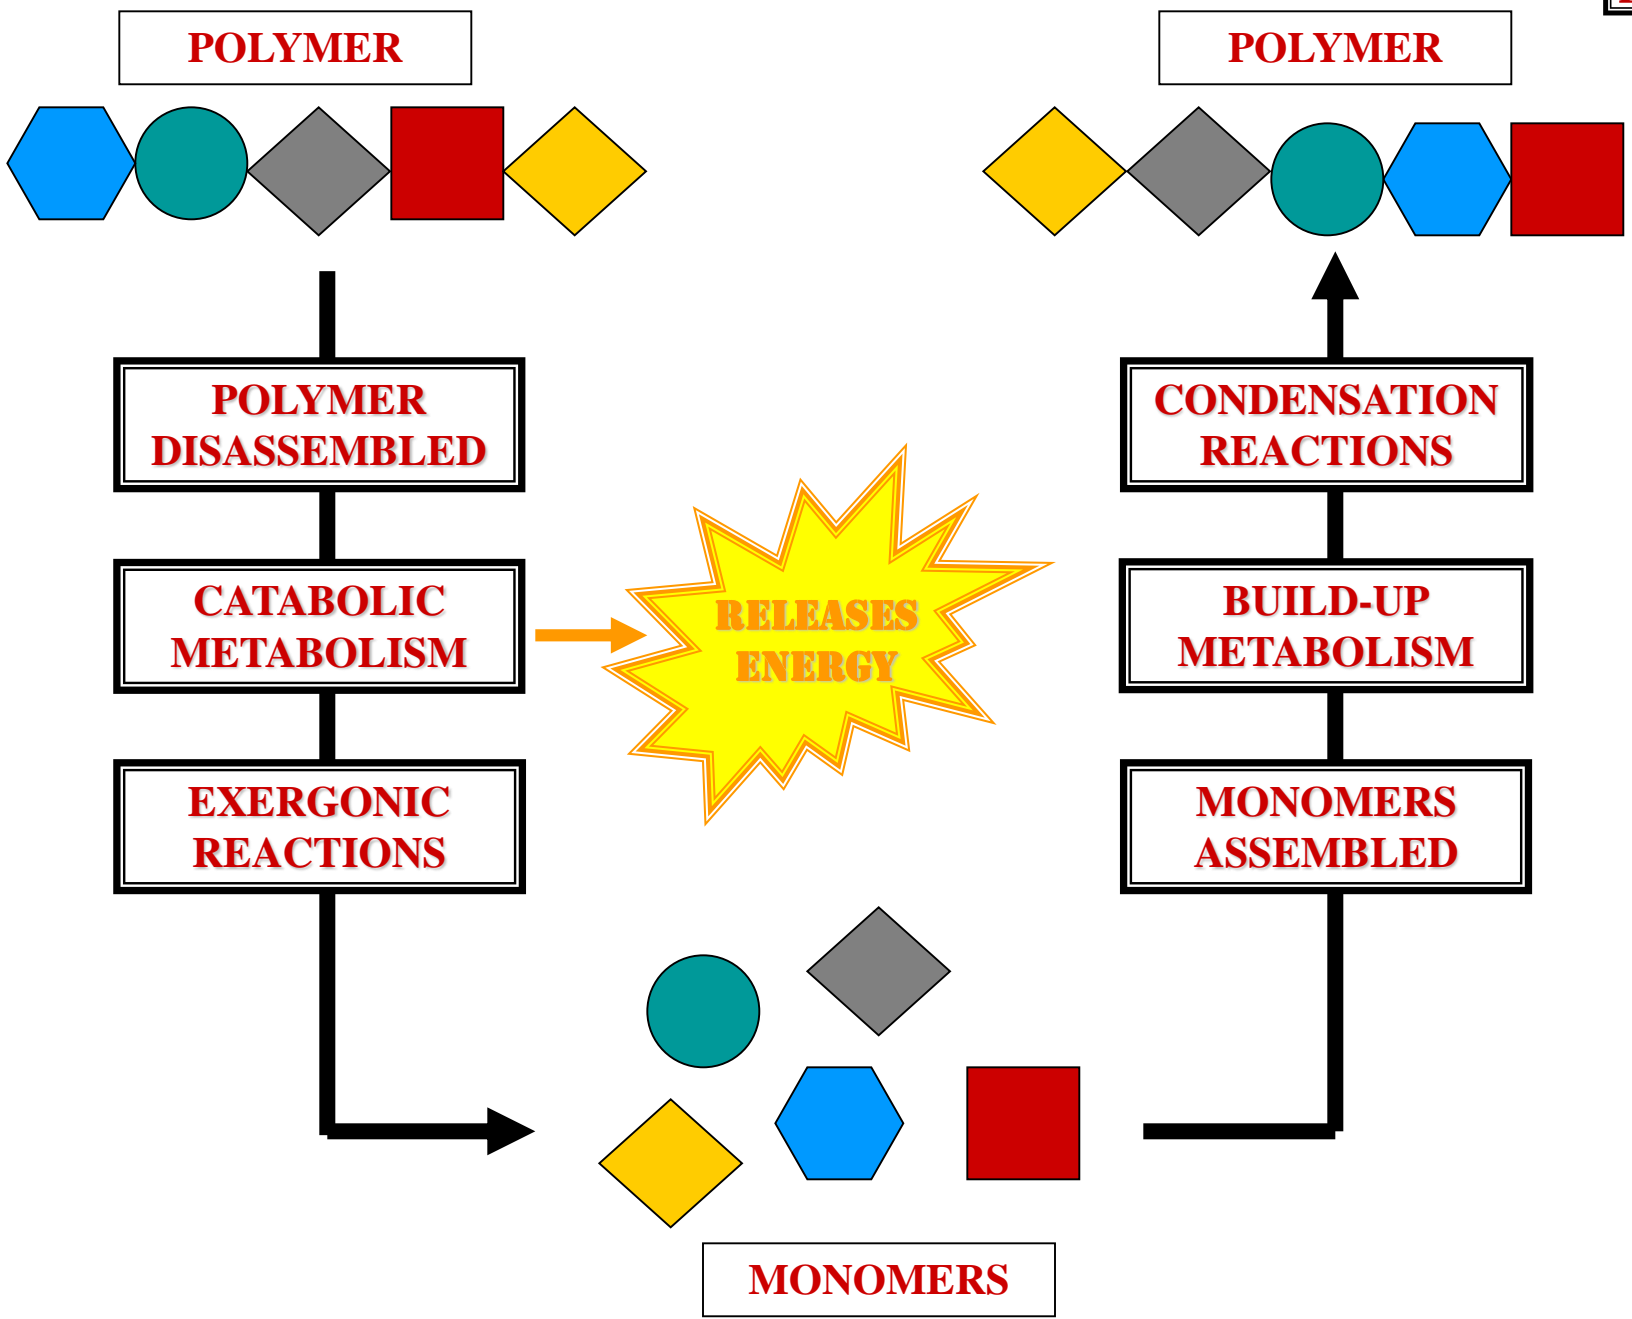 POLYMER
POLYMER
POLYMER
DISASSEMBLED
CONDENSATION
REACTIONS
CATABOLIC
METABOLISM
RELEASES
ENERGY
BUILD-UP
METABOLISM
EXERGONIC
REACTIONS
MONOMERS
ASSEMBLED
MONOMERS